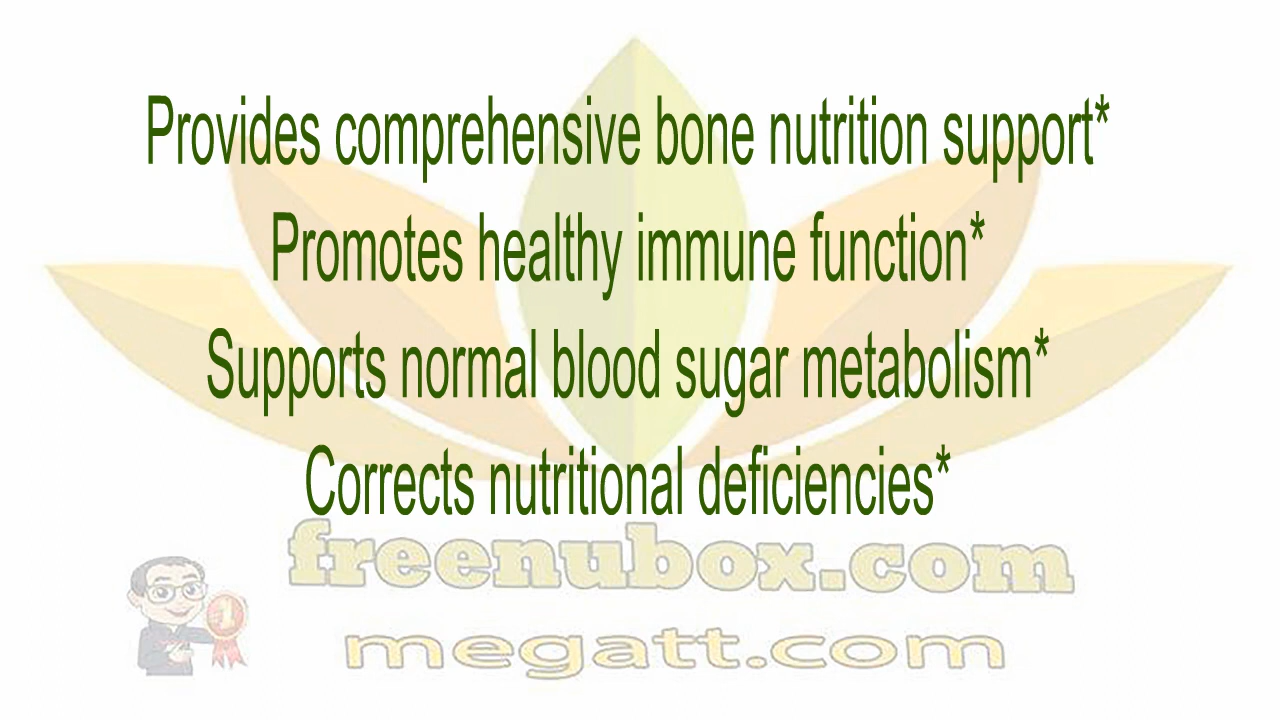 Provides comprehensive bone nutrition support*
Promotes healthy immune function*
Supports normal blood sugar metabolism*
Corrects nutritional deficiencies*
freenubox.com
1
megatt.com